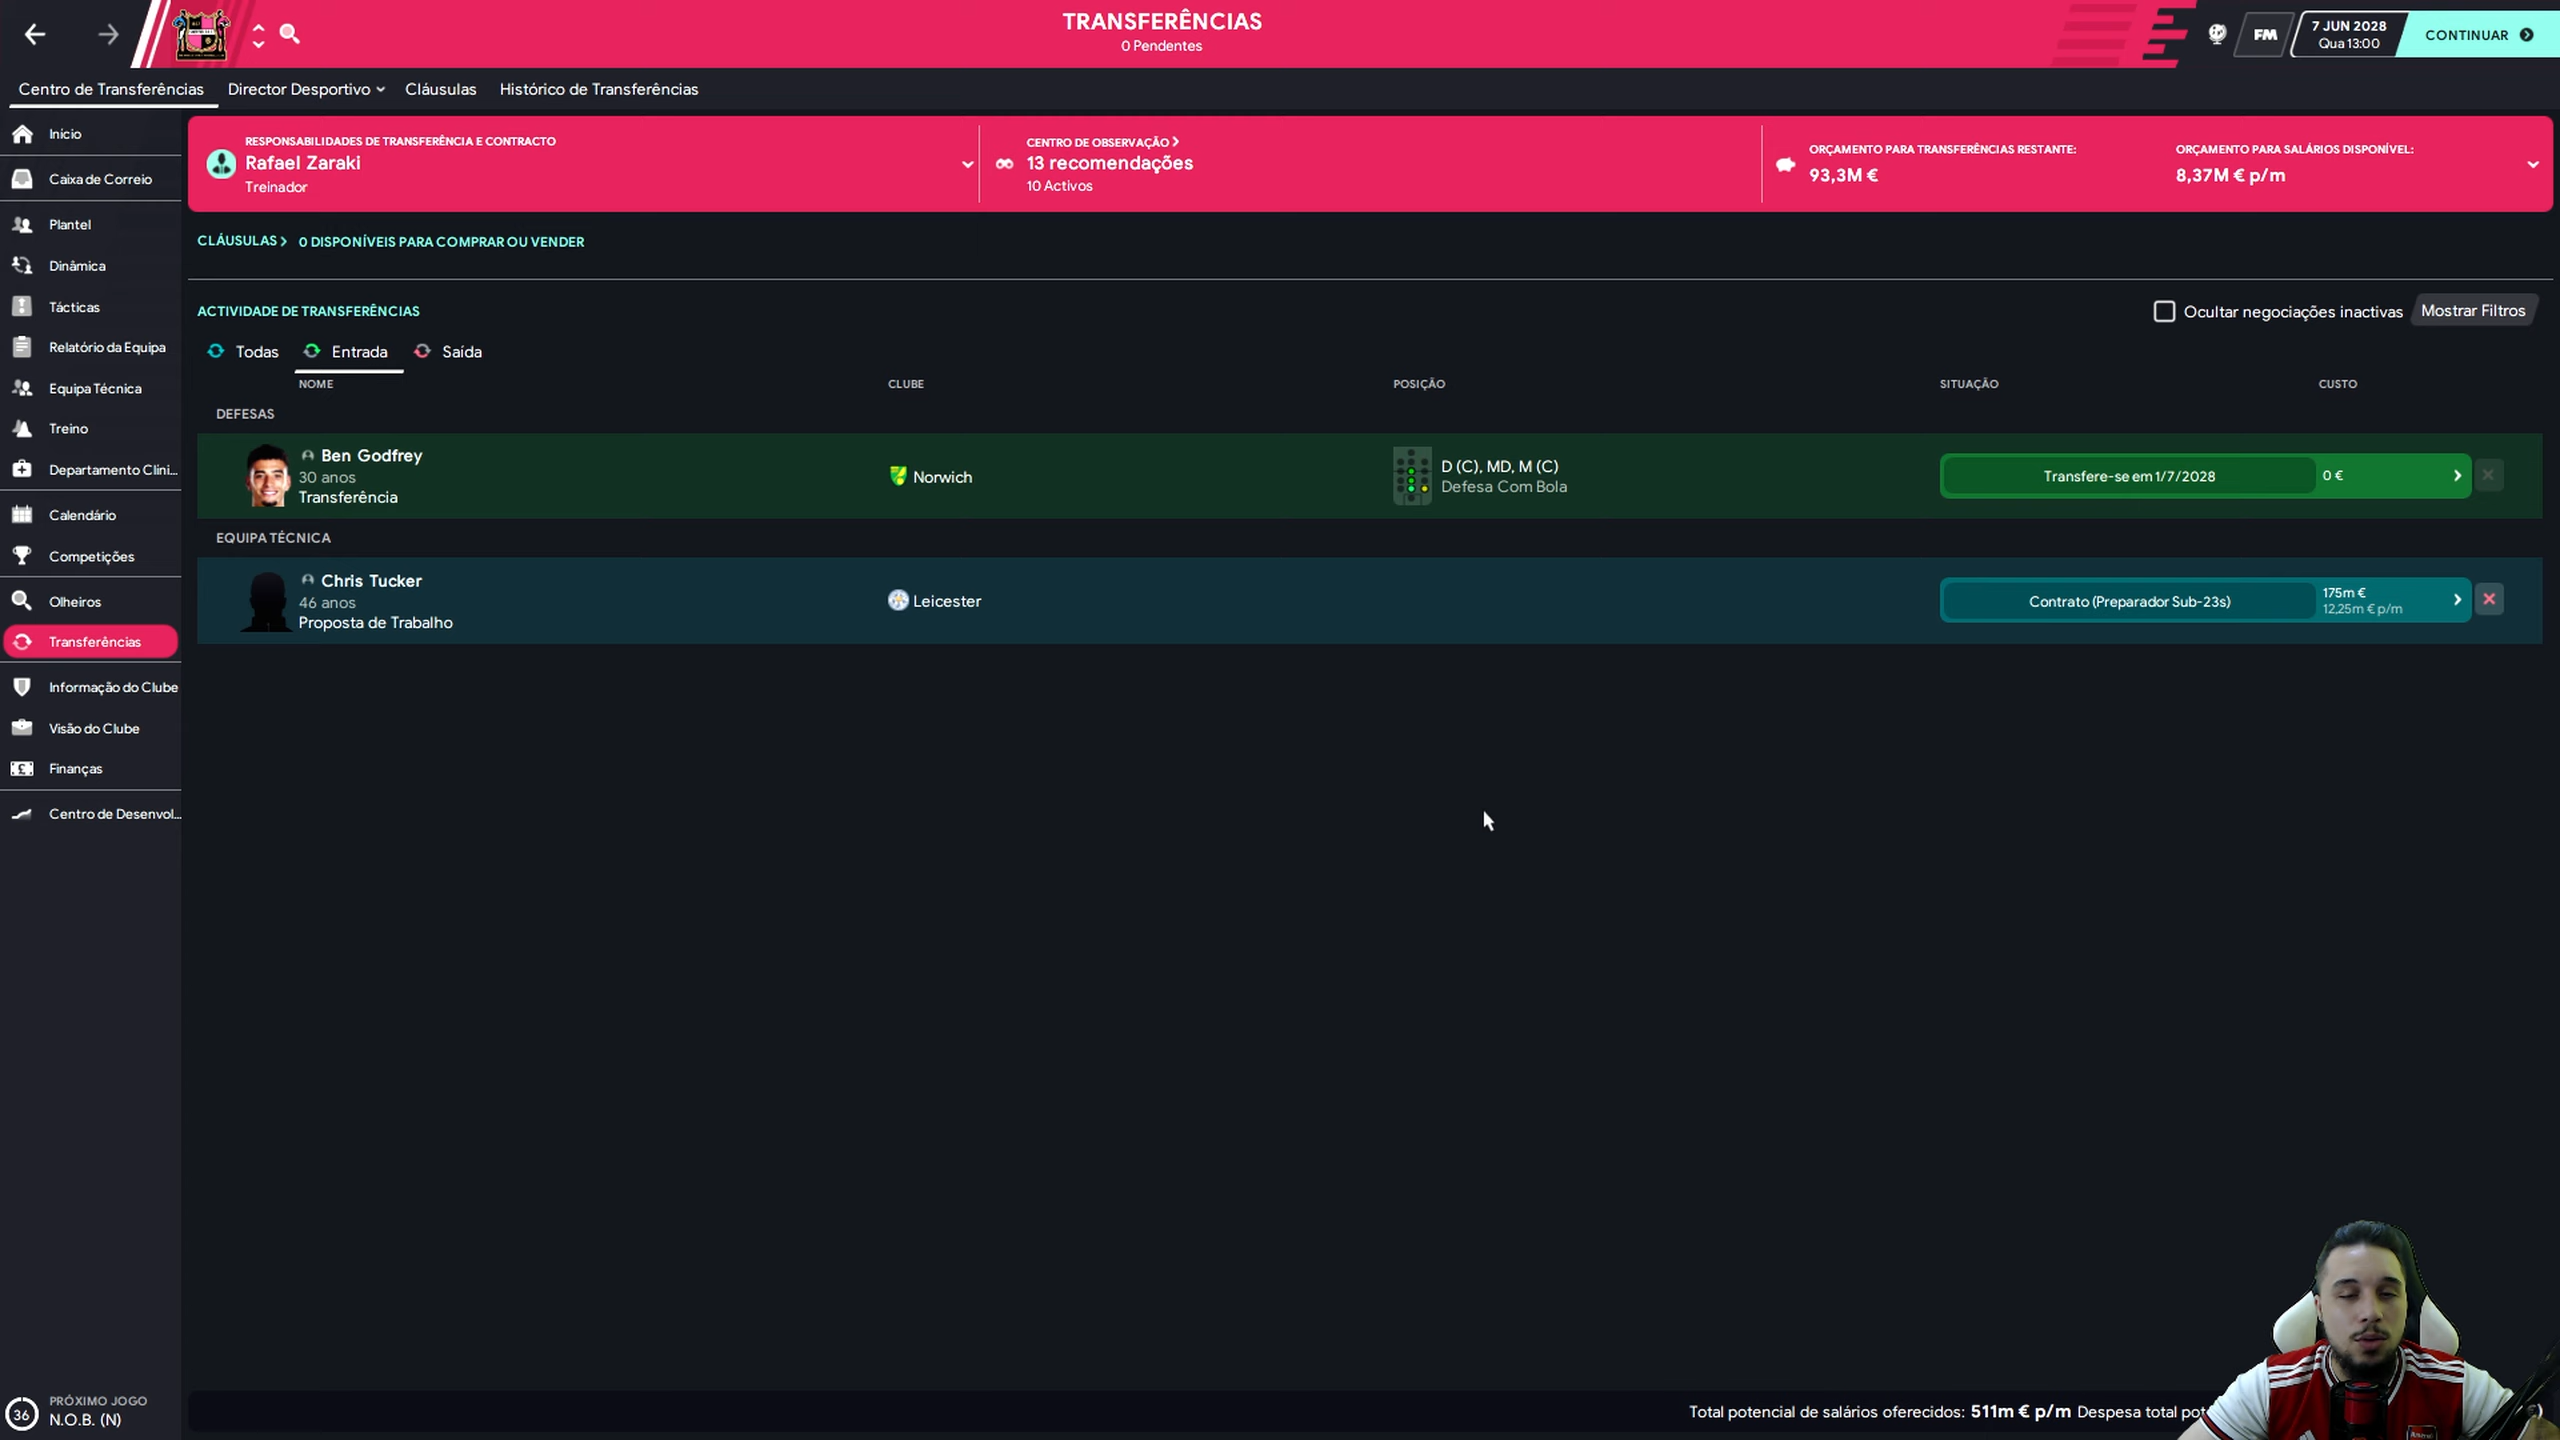 TRANSFERÊNCIAS
0 Pendentes
FM
7 JUN 2028
Qua 13:00
CONTINUAR
Centro de Transferências
Director Desportivo
Cláusulas
Histórico de Transferências
Início
Caixa de Correio
Plantel
Dinâmica
Tácticas
Relatório da Equipa
Equipa Técnica
Treino
Departamento Clíni...
Calendário
Competições
Olheiros
Transferências
Informação do Clube
Visão do Clube
Finanças
Centro de Desenvol...
PRÓXIMO JOGO
36
N.O.B. (N)
RESPONSABILIDADES DE TRANSFERÊNCIA E CONTRACTO
Rafael Zaraki
Treinador
CENTRO DE OBSERVAÇÃO
13 recomendações
10 Activos
ORÇAMENTO PARA TRANSFERÊNCIAS RESTANTE:
93,3M €
ORÇAMENTO PARA SALÁRIOS DISPONÍVEL:
8,37M € p/m
CLÁUSULAS
0 DISPONÍVEIS PARA COMPRAR OU VENDER
ACTIVIDADE DE TRANSFERÊNCIAS
Ocultar negociações inactivas
Mostrar Filtros
Todas
Entrada
Saída
NOME
CLUBE
POSIÇÃO
SITUAÇÃO
CUSTO
DEFESAS
Ben Godfrey
30 anos
Transferência
Norwich
D (C), MD, M (C)
Defesa Com Bola
Transfere-se em 1/7/2028
0 €
EQUIPA TÉCNICA
Chris Tucker
46 anos
Proposta de Trabalho
Leicester
Contrato (Preparador Sub-23s)
175m €
12,25m € p/m
Total potencial de salários oferecidos: 511m € p/m Despesa total